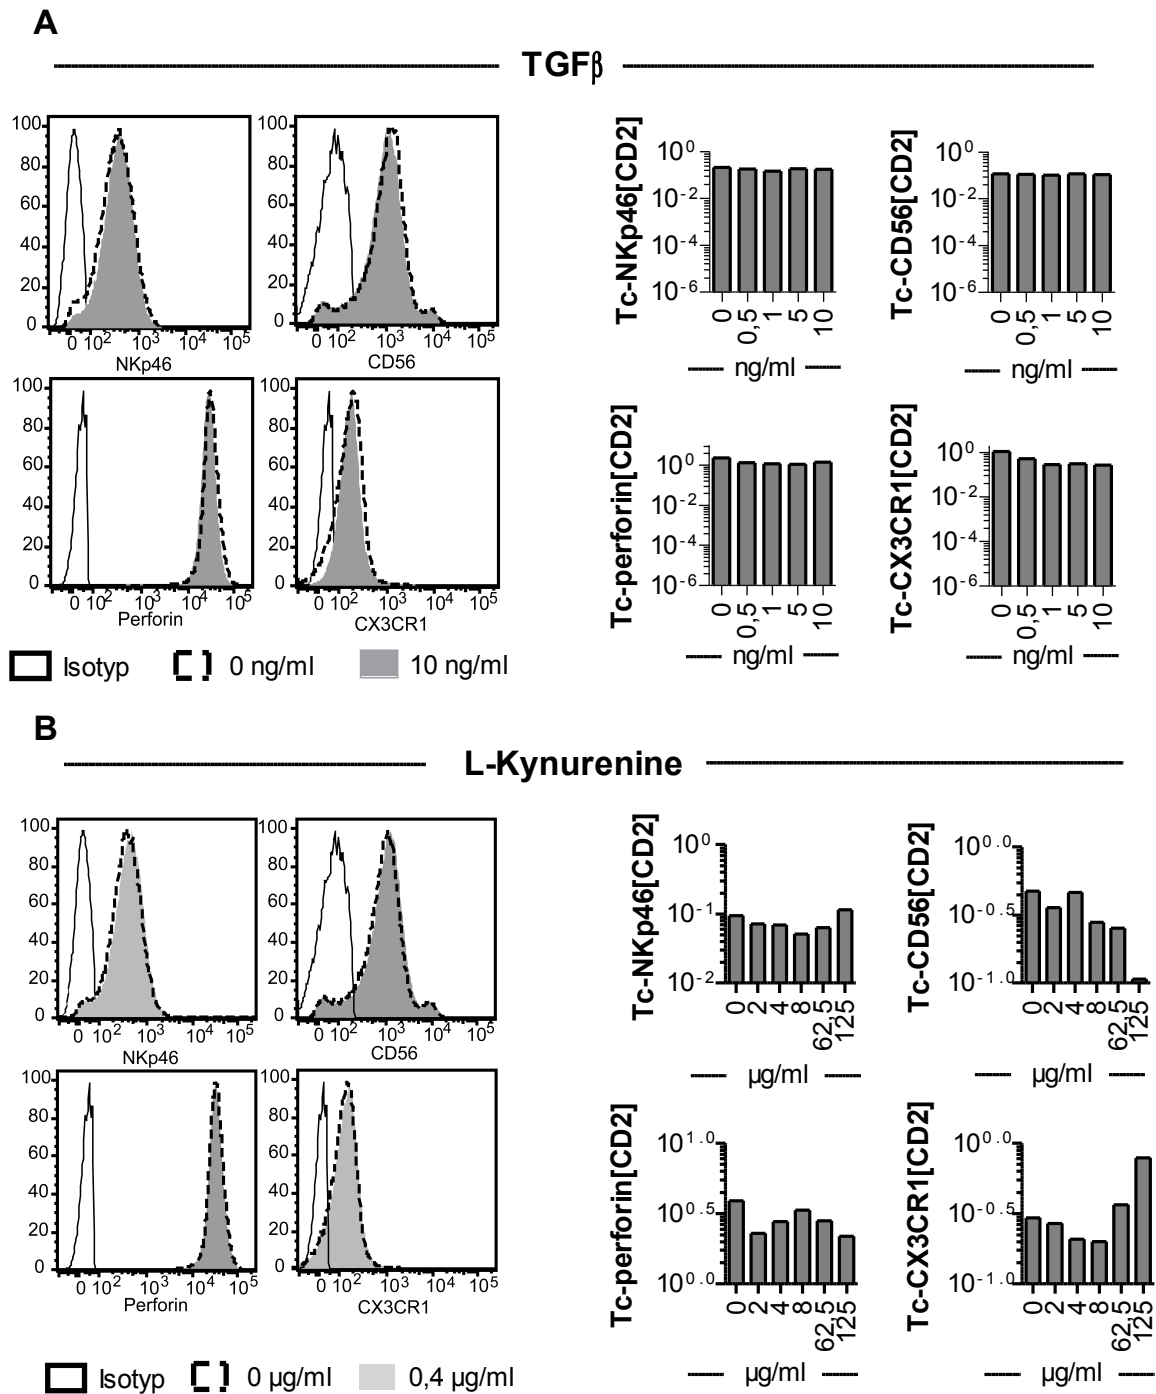 A
TGFβ
100
80
60
40
20
0
0 10² 10³ 10⁴ 10⁵
NKp46
100
80
60
40
20
0
0 10² 10³ 10⁴ 10⁵
CD56
Tc-NKp46[CD2]
10⁰
10⁻²
10⁻⁴
10⁻⁶
0 0,5 1 5 10
ng/ml
Tc-CD56[CD2]
10⁰
10⁻²
10⁻⁴
10⁻⁶
0 0,5 1 5 10
ng/ml
100
80
60
40
20
0
0 10² 10³ 10⁴ 10⁵
Perforin
100
80
60
40
20
0
0 10² 10³ 10⁴ 10⁵
CX3CR1
Tc-perforin[CD2]
10⁰
10⁻²
10⁻⁴
10⁻⁶
0 0,5 1 5 10
ng/ml
Tc-CX3CR1[CD2]
10⁰
10⁻²
10⁻⁴
10⁻⁶
0 0,5 1 5 10
ng/ml
Isotyp 0 ng/ml 10 ng/ml
B
L-Kynurenine
100
80
60
40
20
0
0 10² 10³ 10⁴ 10⁵
NKp46
100
80
60
40
20
0
0 10² 10³ 10⁴ 10⁵
CD56
Tc-NKp46[CD2]
10⁰
10⁻¹
10⁻²
0 2 4 8 62,5 125
µg/ml
Tc-CD56[CD2]
10⁰·⁰
10⁻⁰·⁵
10⁻¹·⁰
0 2 4 8 62,5 125
µg/ml
100
80
60
40
20
0
0 10² 10³ 10⁴ 10⁵
Perforin
100
80
60
40
20
0
0 10² 10³ 10⁴ 10⁵
CX3CR1
Tc-perforin[CD2]
10¹·⁰
10⁰·⁵
10⁰·⁰
0 2 4 8 62,5 125
µg/ml
Tc-CX3CR1[CD2]
10⁰·⁰
10⁻⁰·⁵
10⁻¹·⁰
0 2 4 8 62,5 125
µg/ml
Isotyp 0 µg/ml 0,4 µg/ml